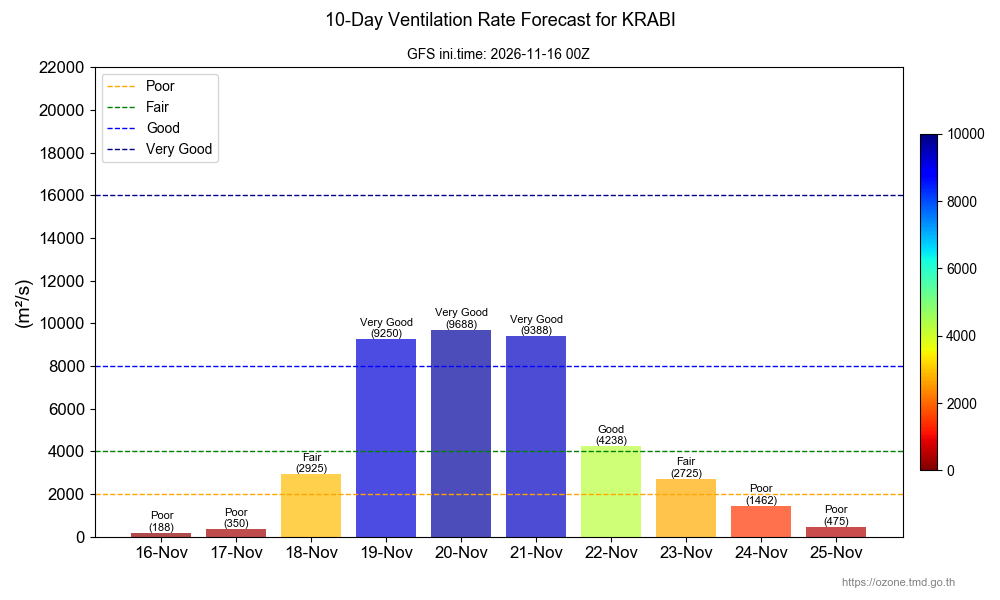 10-Day Ventilation Rate Forecast for KRABI
GFS ini.time: 2026-11-16 00Z
Poor
Fair
Good
Very Good
(m²/s)
22000
20000
18000
16000
14000
12000
10000
8000
6000
4000
2000
0
Poor
(188)
Poor
(350)
Fair
(2925)
Very Good
(9250)
Very Good
(9688)
Very Good
(9388)
Good
(4238)
Fair
(2725)
Poor
(1462)
Poor
(475)
16-Nov 17-Nov 18-Nov 19-Nov 20-Nov 21-Nov 22-Nov 23-Nov 24-Nov 25-Nov
10000
8000
6000
4000
2000
0
https://ozone.tmd.go.th